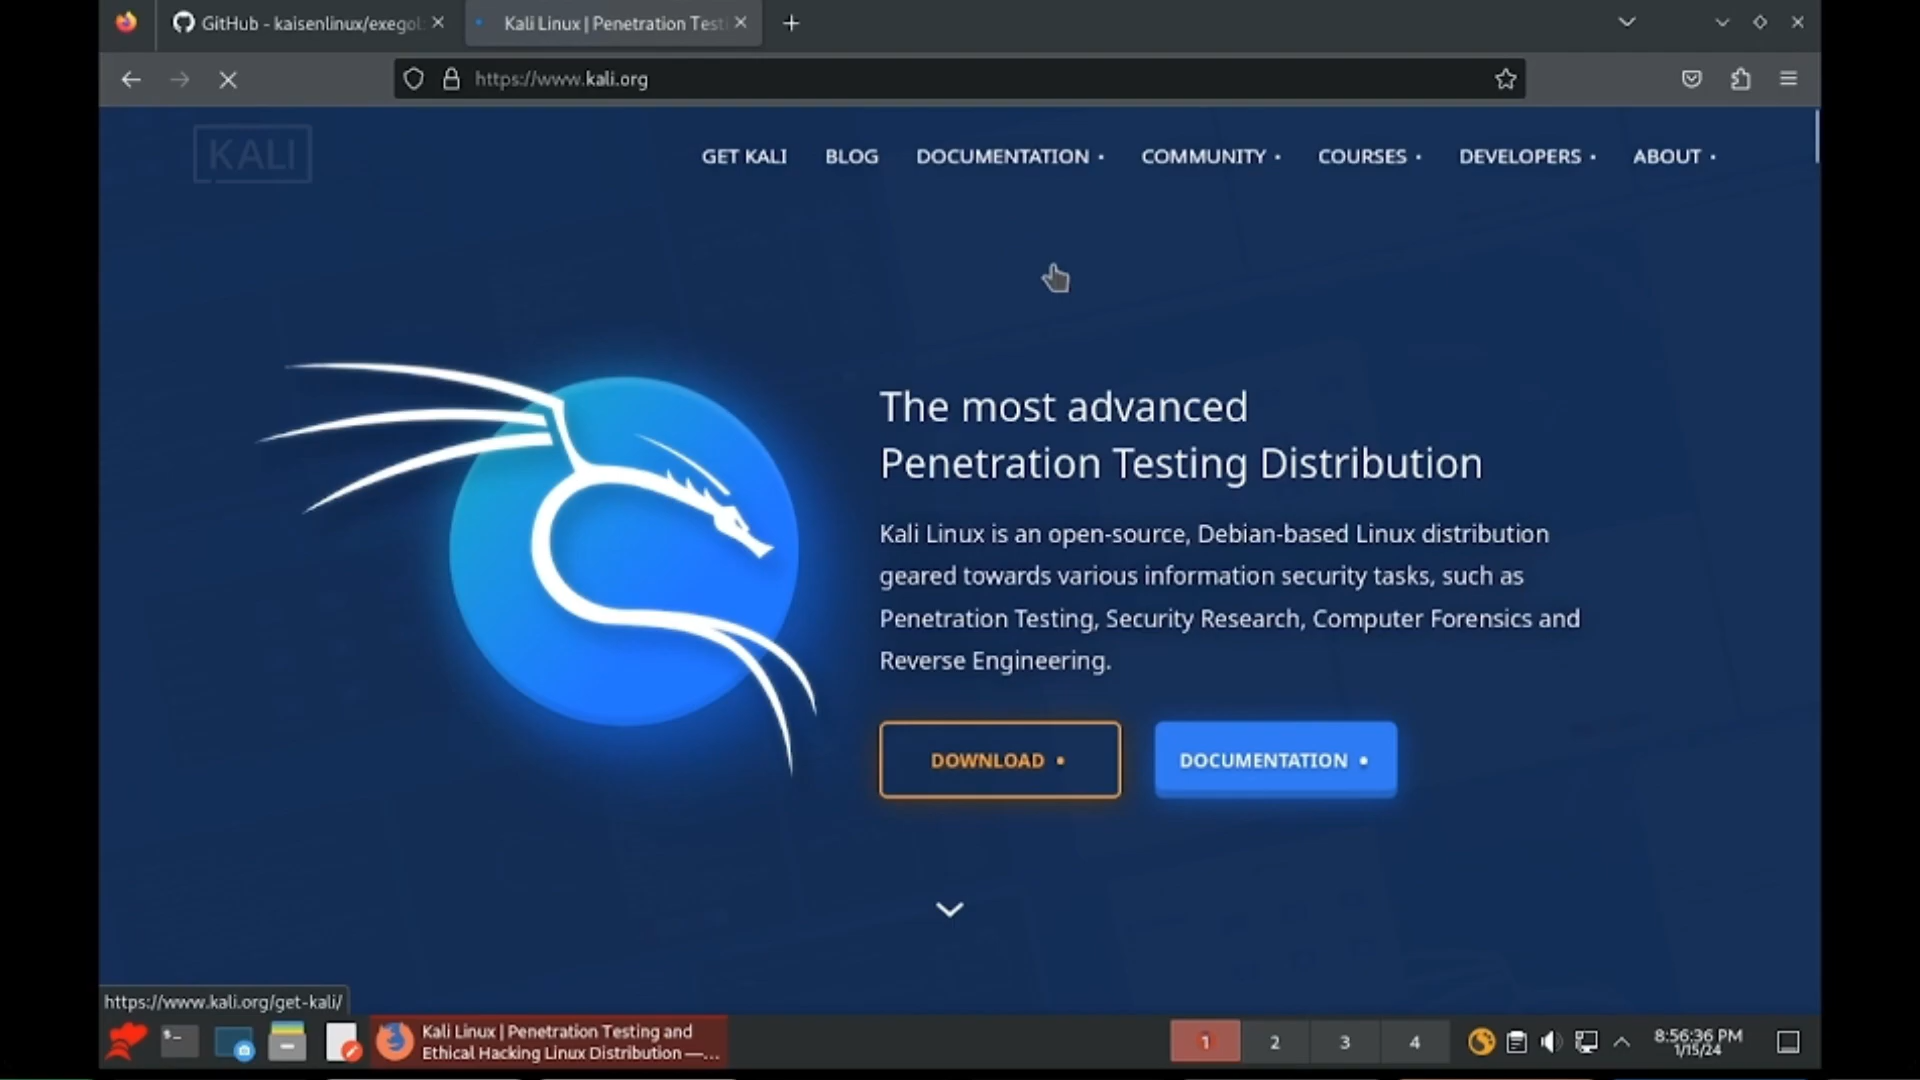 GitHub - kaisenlinux/exegol
Kali Linux | Penetration Testi
https://www.kali.org
KALI
GET KALI
BLOG
DOCUMENTATION
COMMUNITY
COURSES
DEVELOPERS
ABOUT
The most advanced
Penetration Testing Distribution
Kali Linux is an open-source, Debian-based Linux distribution
geared towards various information security tasks, such as
Penetration Testing, Security Research, Computer Forensics and
Reverse Engineering.
DOWNLOAD
DOCUMENTATION
https://www.kali.org/get-kali/
Kali Linux | Penetration Testing and
Ethical Hacking Linux Distribution —...
1
2
3
4
8:56:36 PM
1/15/24